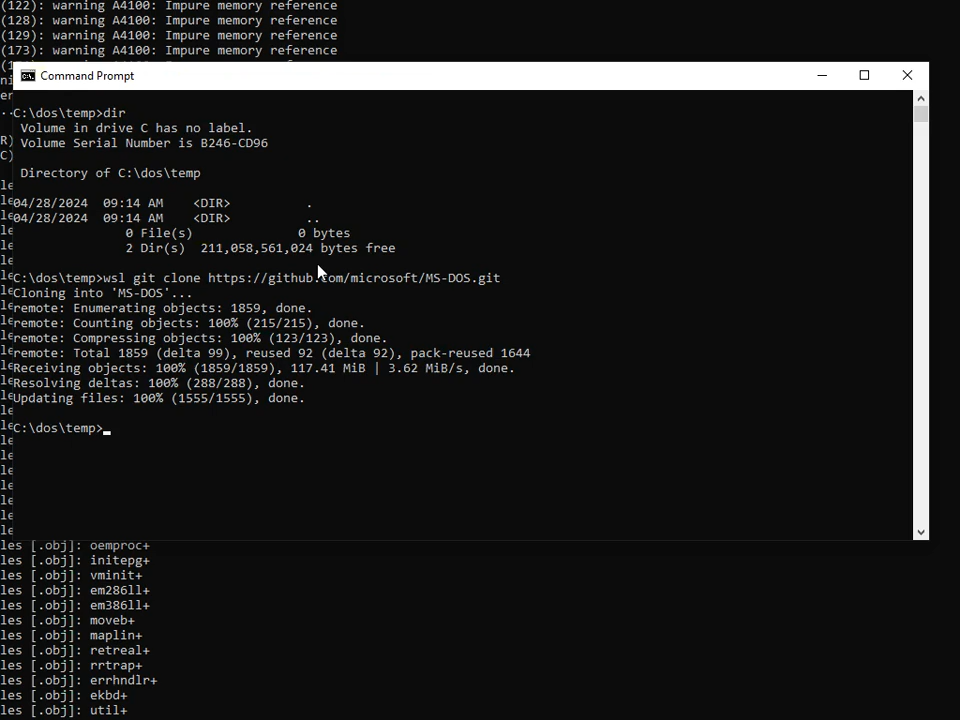 (122): warning A4100: Impure memory reference
(128): warning A4100: Impure memory reference
(129): warning A4100: Impure memory reference
(173): warning A4100: Impure memory reference
Command Prompt
C:\dos\temp>dir
Volume in drive C has no label.
Volume Serial Number is B246-CD96
Directory of C:\dos\temp
04/28/2024 09:14 AM <DIR> .
04/28/2024 09:14 AM <DIR> ..
0 File(s) 0 bytes
2 Dir(s) 211,058,561,024 bytes free
C:\dos\temp>wsl git clone https://github.com/microsoft/MS-DOS.git
Cloning into 'MS-DOS'...
remote: Enumerating objects: 1859, done.
remote: Counting objects: 100% (215/215), done.
remote: Compressing objects: 100% (123/123), done.
remote: Total 1859 (delta 99), reused 92 (delta 92), pack-reused 1644
Receiving objects: 100% (1859/1859), 117.41 MiB | 3.62 MiB/s, done.
Resolving deltas: 100% (288/288), done.
Updating files: 100% (1555/1555), done.
C:\dos\temp>
les [.obj]: oemproc+
les [.obj]: initepg+
les [.obj]: vminit+
les [.obj]: em286ll+
les [.obj]: em386ll+
les [.obj]: moveb+
les [.obj]: maplin+
les [.obj]: retreal+
les [.obj]: rrtrap+
les [.obj]: errhndlr+
les [.obj]: ekbd+
les [.obj]: util+